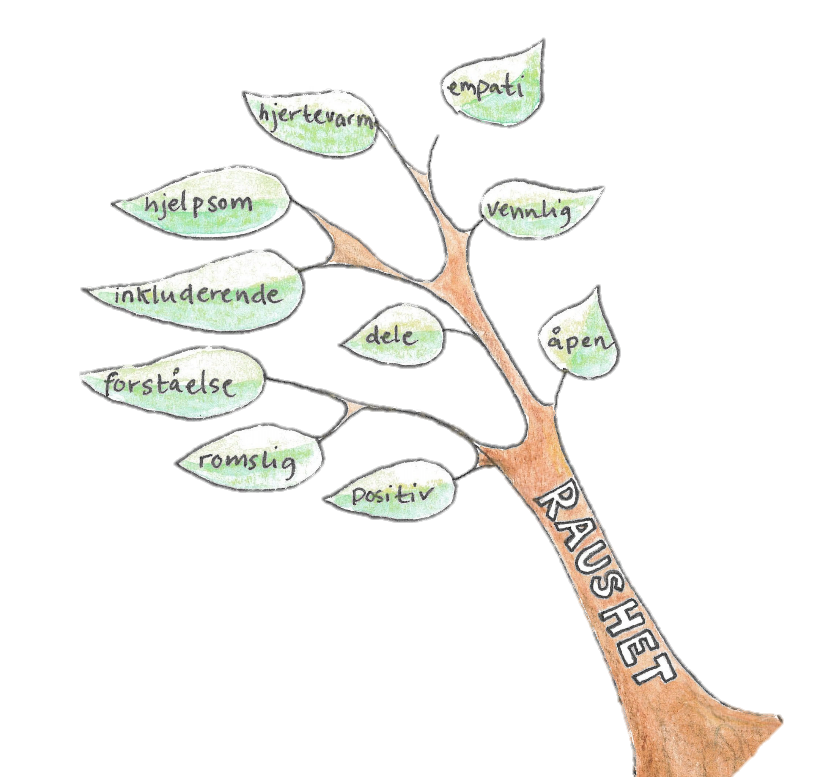 empati
hjertevarm
hjelpsom
vennlig
inkluderende
dele
åpen
forståelse
romslig
positiv
RAUSHET